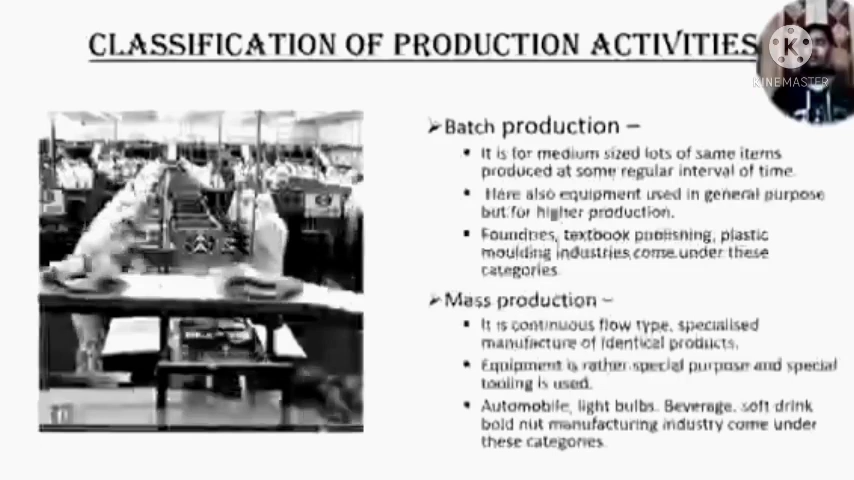 CLASSIFICATION OF PRODUCTION ACTIVITIES
K
KINEMASTER
➢Batch production –
▪ It is for medium sized lots of same items
produced at some regular interval of time.
▪ Here also equipment used in general purpose
but for higher production.
▪ Foundries, textbook publishing, plastic
moulding industries come under these
categories.
➢Mass production –
▪ It is continuous flow type, specialised
manufacture of identical products.
▪ Equipment is rather special purpose and special
tooling is used.
▪ Automobile, light bulbs. Beverage, soft drink
bold nut manufacturing industry come under
these categories.